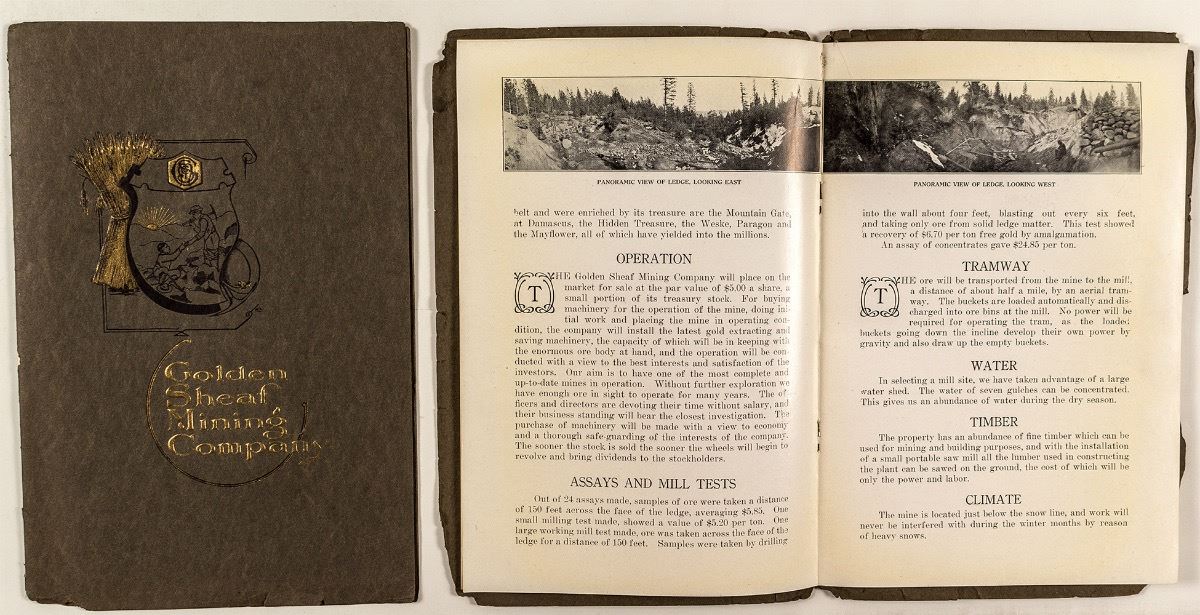 Golden
Sheaf
Mining
Company
PANORAMIC VIEW OF LEDGE, LOOKING EAST
belt and were enriched by its treasure are the Mountain Gate,
at Damascus, the Hidden Treasure, the Weske, Paragon and
the Mayflower, all of which have yielded into the millions.
OPERATION
THE Golden Sheaf Mining Company will place on the
market for sale at the par value of $5.00 a share, a
small portion of its treasury stock. For buying
machinery for the operation of the mine, doing ini-
tial work and placing the mine in operating con-
dition, the company will install the latest gold extracting and
saving machinery, the capacity of which will be in keeping with
the enormous ore body at hand, and the operation will be con-
ducted with a view to the best interests and satisfaction of the
investors. Our aim is to have one of the most complete and
up-to-date mines in operation. Without further exploration we
have enough ore in sight to operate for many years. The of-
ficers and directors are devoting their time without salary, and
their business standing will bear the closest investigation. The
purchase of machinery will be made with a view to economy
and a thorough safe-guarding of the interests of the company.
The sooner the stock is sold the sooner the wheels will begin to
revolve and bring dividends to the stockholders.
ASSAYS AND MILL TESTS
Out of 24 assays made, samples of ore were taken a distance
of 150 feet across the face of the ledge, averaging $5.85. One
small milling test made, showed a value of $5.20 per ton. One
large working mill test made, ore was taken across the face of the
ledge for a distance of 150 feet. Samples were taken by drilling
PANORAMIC VIEW OF LEDGE, LOOKING WEST
into the wall about four feet, blasting out every six feet,
and taking only ore from solid ledge matter. This test showed
a recovery of $6.70 per ton free gold by amalgamation.
An assay of concentrates gave $24.85 per ton.
TRAMWAY
THE ore will be transported from the mine to the mill,
a distance of about half a mile, by an aerial tram-
way. The buckets are loaded automatically and dis-
charged into ore bins at the mill. No power will be
required for operating the tram, as the loaded
buckets going down the incline develop their own power by
gravity and also draw up the empty buckets.
WATER
In selecting a mill site, we have taken advantage of a large
water shed. The water of seven gulches can be concentrated.
This gives us an abundance of water during the dry season.
TIMBER
The property has an abundance of fine timber which can be
used for mining and building purposes, and with the installation
of a small portable saw mill all the lumber used in constructing
the plant can be sawed on the ground, the cost of which will be
only the power and labor.
CLIMATE
The mine is located just below the snow line, and work will
never be interfered with during the winter months by reason
of heavy snows.